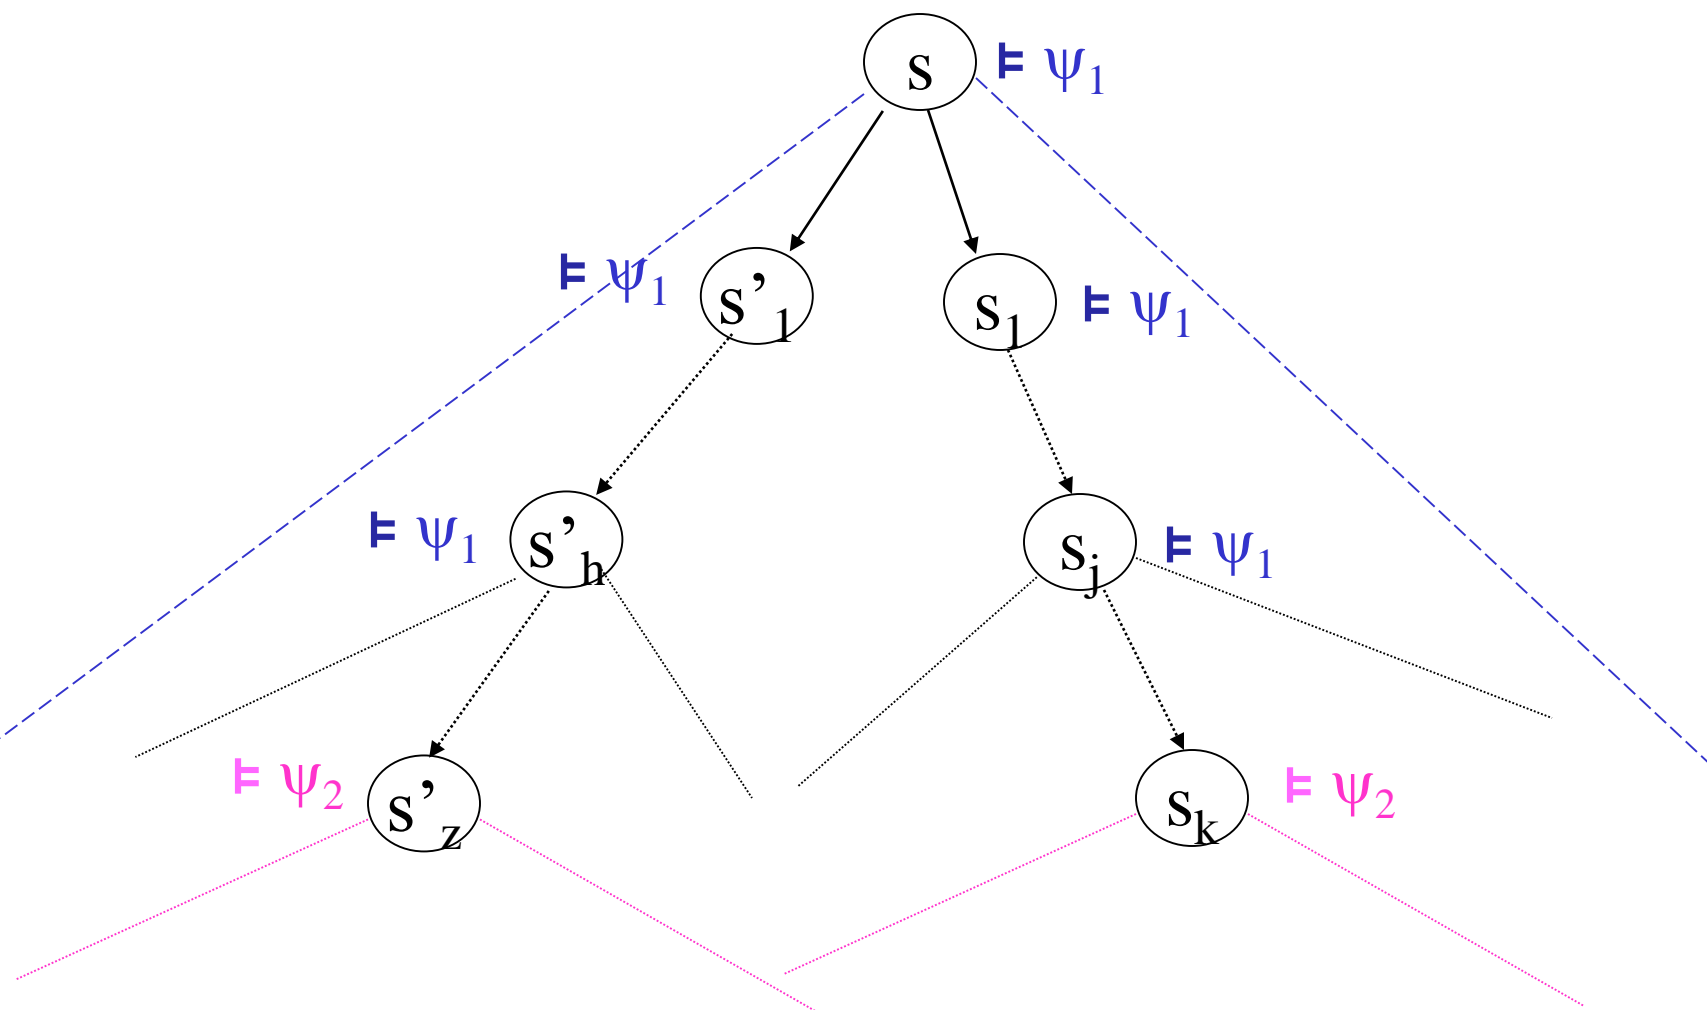 s ⊨ ψ1
⊨ ψ1 s’1 s1 ⊨ ψ1
⊨ ψ1 s’h sj ⊨ ψ1
⊨ ψ2 s’z sk ⊨ ψ2